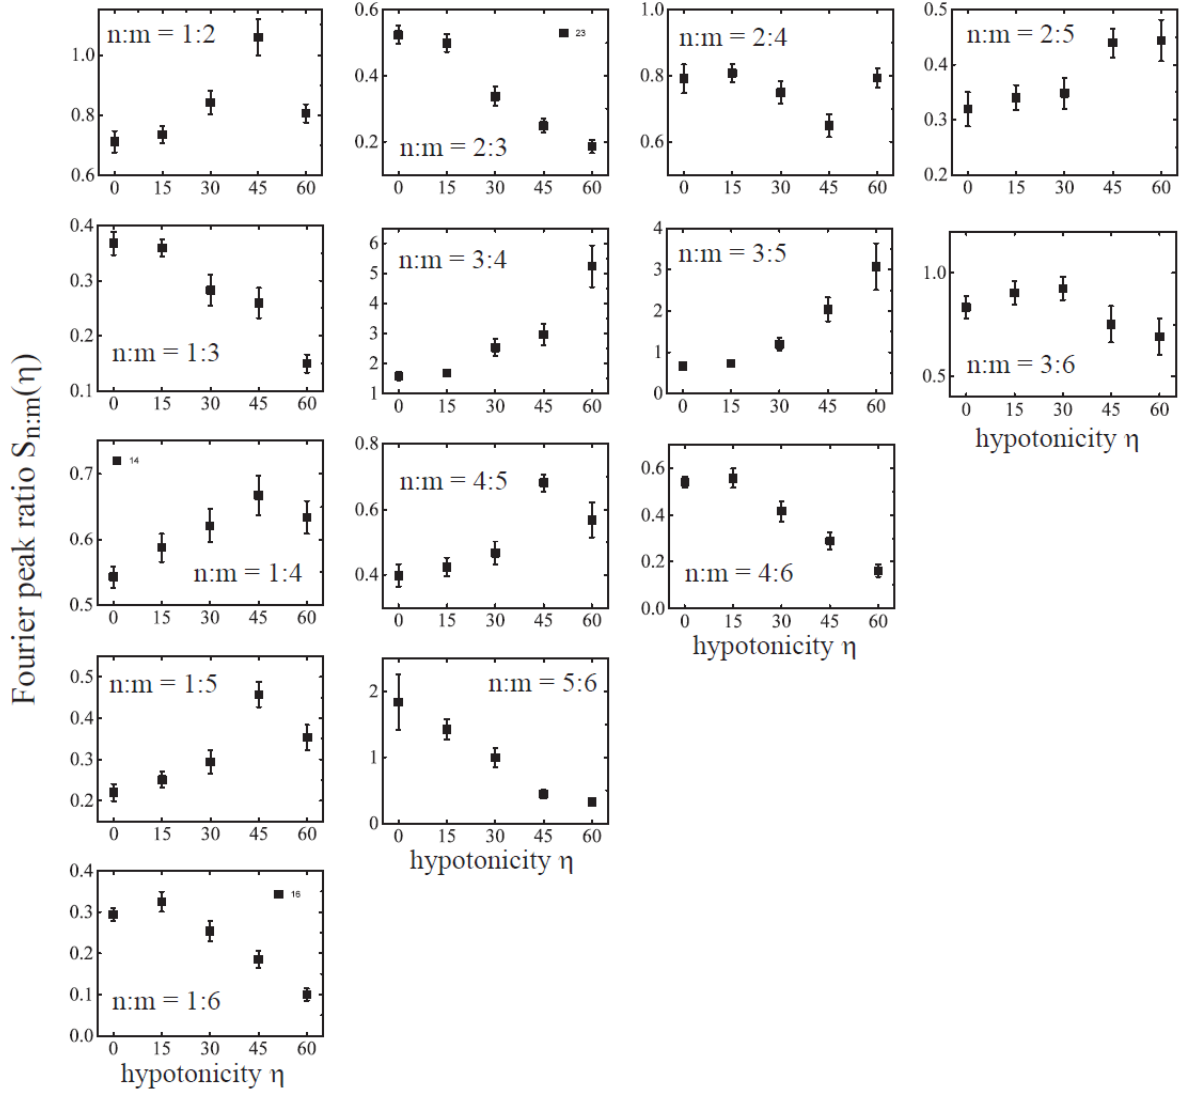 Fourier peak ratio Sn:m(η)
n:m = 1:2
1.0
0.8
0.6
0 15 30 45 60
n:m = 2:3
23
0.6
0.4
0.2
0 15 30 45 60
n:m = 2:4
1.0
0.8
0.6
0 15 30 45 60
n:m = 2:5
0.5
0.4
0.3
0.2
0 15 30 45 60
n:m = 1:3
0.4
0.3
0.2
0.1
0 15 30 45 60
n:m = 3:4
6
5
4
3
2
1
0 15 30 45 60
n:m = 3:5
4
3
2
1
0
0 15 30 45 60
n:m = 3:6
1.0
0.5
0 15 30 45 60
hypotonicity η
n:m = 1:4
14
0.7
0.6
0.5
0 15 30 45 60
n:m = 4:5
0.8
0.6
0.4
0 15 30 45 60
n:m = 4:6
0.6
0.4
0.2
0.0
0 15 30 45 60
hypotonicity η
n:m = 1:5
0.5
0.4
0.3
0.2
0 15 30 45 60
n:m = 5:6
2
1
0
0 15 30 45 60
hypotonicity η
n:m = 1:6
16
0.4
0.3
0.2
0.1
0.0
0 15 30 45 60
hypotonicity η